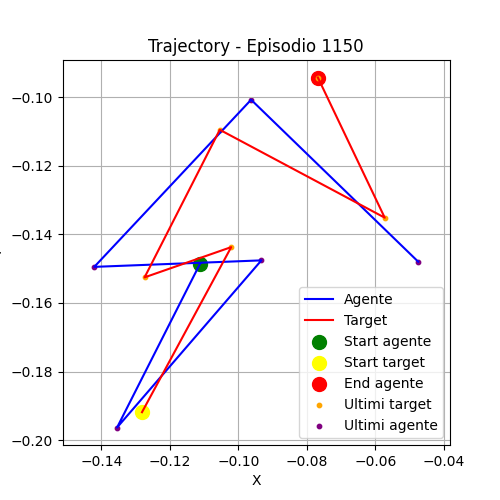 Trajectory - Episodio 1150
−0.10
−0.12
−0.14
−0.16
−0.18
−0.20
−0.14
−0.12
−0.10
−0.08
−0.06
−0.04
X
Agente
Target
Start agente
Start target
End agente
Ultimi target
Ultimi agente